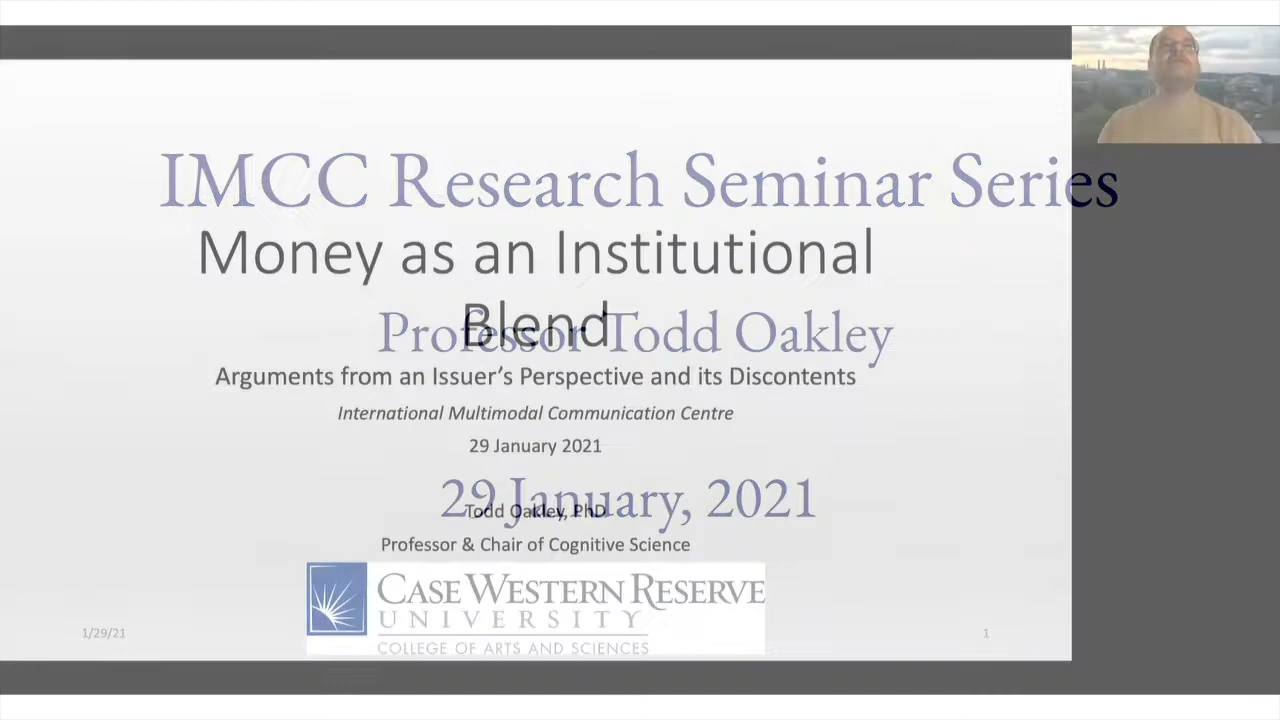 IMCC Research Seminar Series
Money as an Institutional
Blend
Professor Todd Oakley
Arguments from an Issuer's Perspective and its Discontents
International Multimodal Communication Centre
29 January 2021
29 January, 2021
Todd Oakley, PhD
Professor & Chair of Cognitive Science
CASE WESTERN RESERVE
UNIVERSITY
COLLEGE OF ARTS AND SCIENCES
1/29/21
1